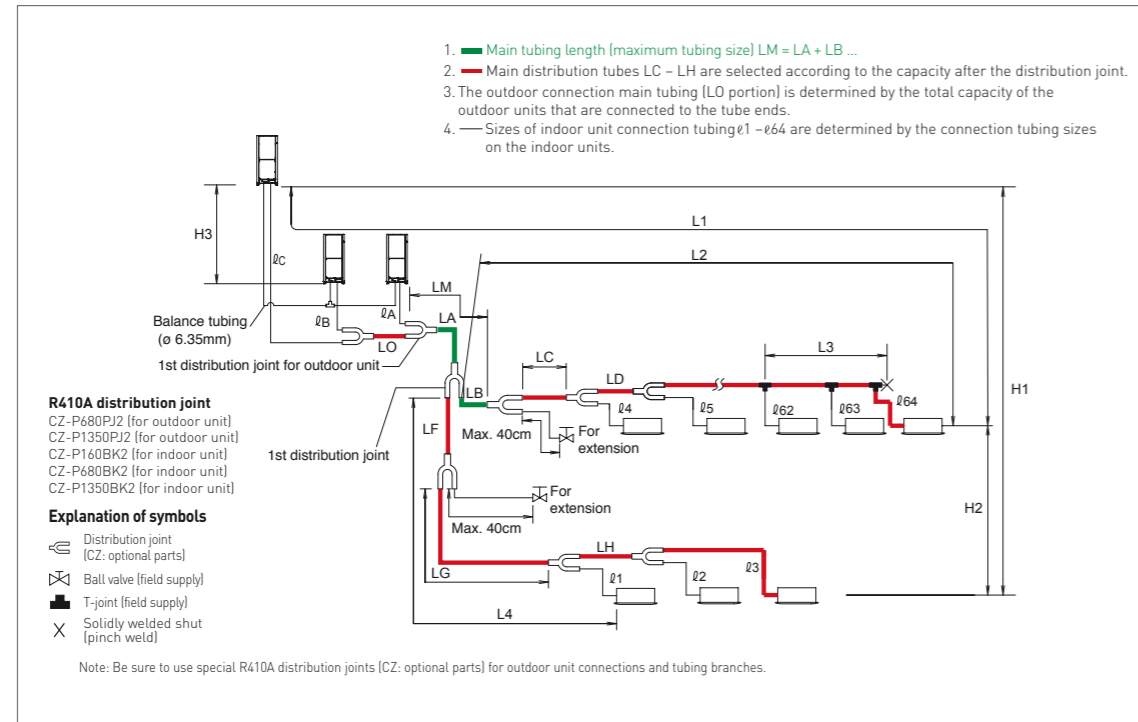 1. Main tubing length (maximum tubing size) LM = LA + LB ...
2. Main distribution tubes LC – LH are selected according to the capacity after the distribution joint.
3. The outdoor connection main tubing (LO portion) is determined by the total capacity of the
outdoor units that are connected to the tube ends.
4. Sizes of indoor unit connection tubing ℓ1 – ℓ64 are determined by the connection tubing sizes
on the indoor units.
L1
H3
L2
ℓC
LM
Balance tubing
(ø 6.35mm)
ℓB
ℓA
LA
LO
1st distribution joint for outdoor unit
LC
L3
LD
LB
H1
ℓ4
ℓ5
ℓ62
ℓ63
ℓ64
Max. 40cm
For
extension
LF
1st distribution joint
R410A distribution joint
CZ-P680PJ2 (for outdoor unit)
CZ-P1350PJ2 (for outdoor unit)
CZ-P160BK2 (for indoor unit)
CZ-P680BK2 (for indoor unit)
CZ-P1350BK2 (for indoor unit)
For
extension
Max. 40cm
H2
Explanation of symbols
Distribution joint
(CZ: optional parts)
Ball valve (field supply)
T-joint (field supply)
Solidly welded shut
(pinch weld)
LG
LH
ℓ1
ℓ2
ℓ3
L4
Note: Be sure to use special R410A distribution joints (CZ: optional parts) for outdoor unit connections and tubing branches.